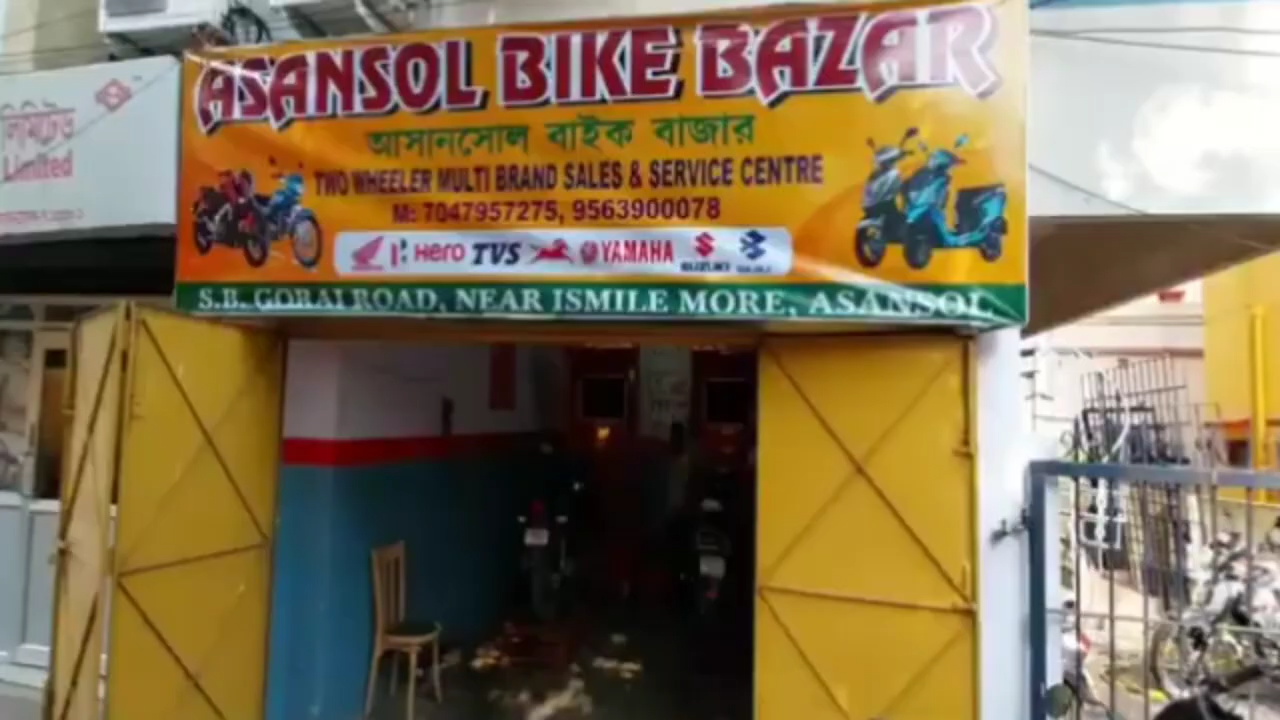 ASANSOL BIKE BAZAR
আসানসোল বাইক বাজার
TWO WHEELER MULTI BRAND SALES & SERVICE CENTRE
M: 7047957275, 9563900078
Hero TVS YAMAHA SUZUKI
S.B. GORAI ROAD, NEAR ISMILE MORE, ASANSOL
লিমিটেড
Limited